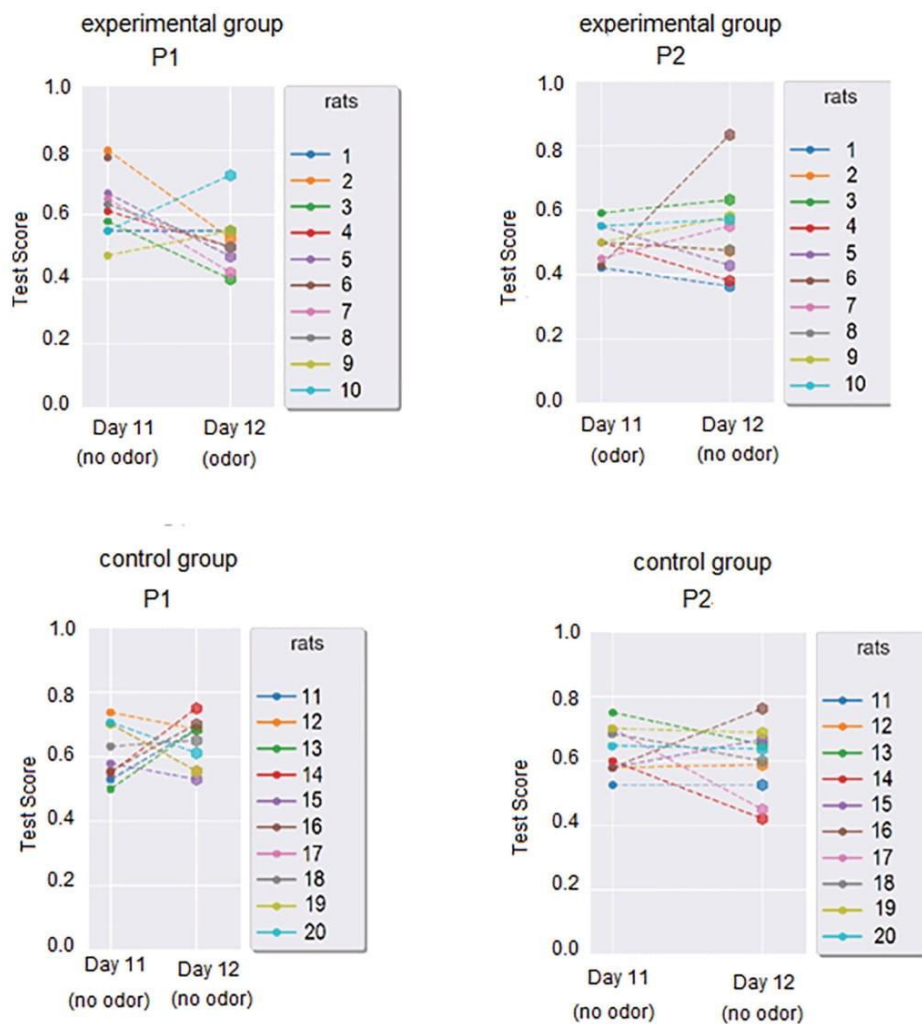 experimental group
P1
1.0
0.8
0.6
0.4
0.2
0.0
Test Score
Day 11
(no odor)
Day 12
(odor)
rats
1
2
3
4
5
6
7
8
9
10
experimental group
P2
1.0
0.8
0.6
0.4
0.2
0.0
Test Score
Day 11
(odor)
Day 12
(no odor)
rats
1
2
3
4
5
6
7
8
9
10
control group
P1
1.0
0.8
0.6
0.4
0.2
0.0
Test Score
Day 11
(no odor)
Day 12
(no odor)
rats
11
12
13
14
15
16
17
18
19
20
control group
P2
1.0
0.8
0.6
0.4
0.2
0.0
Test Score
Day 11
(no odor)
Day 12
(no odor)
rats
11
12
13
14
15
16
17
18
19
20